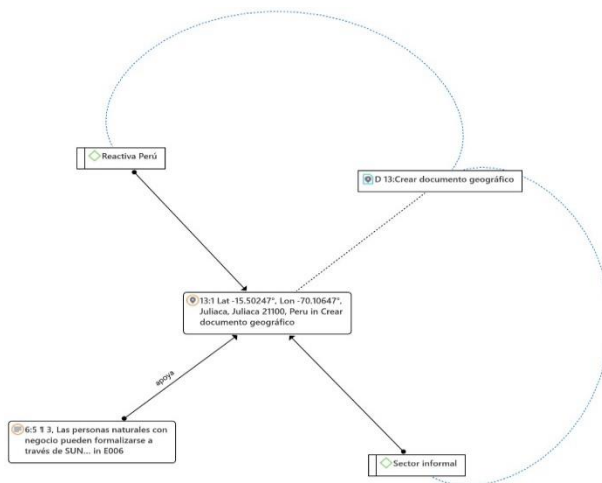 Reactiva Perú
D 13:Crear documento geográfico
13:1 Lat -15.50247°, Lon -70.10647°,
Juliaca, Juliaca 21100, Peru in Crear
documento geográfico
apoya
6:5 ¶ 3, Las personas naturales con
negocio pueden formalizarse a
través de SUN... in E006
Sector informal